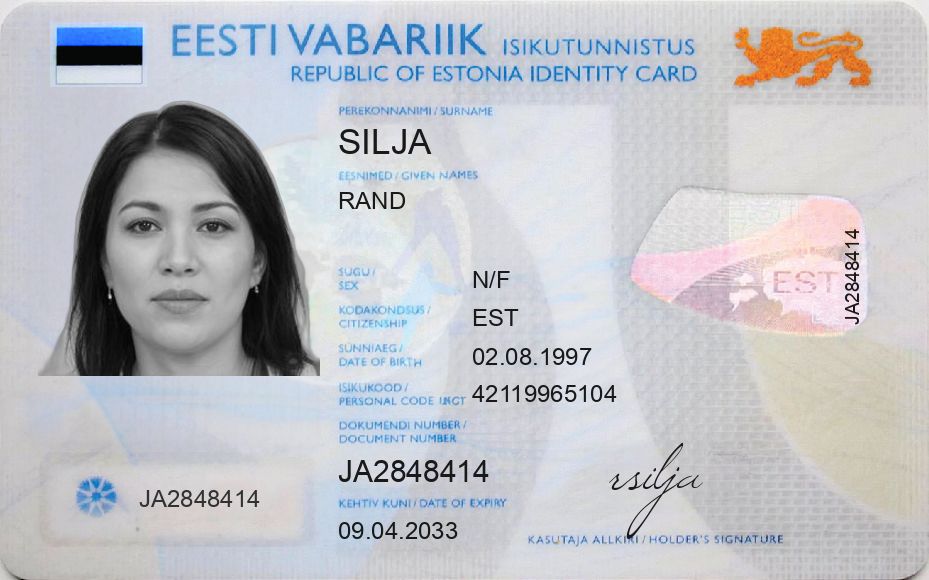 EESTI VABARIIK ISIKUTUNNISTUS
REPUBLIC OF ESTONIA IDENTITY CARD
PEREKONNANIMI / SURNAME
SILJA
EESNIMED / GIVEN NAMES
RAND
SUGU /
SEX
N/F
KODAKONDSUS /
CITIZENSHIP
EST
SÜNNIAEG /
DATE OF BIRTH
02.08.1997
ISIKUKOOD /
PERSONAL CODE
42119965104
DOKUMENDI NUMBER /
DOCUMENT NUMBER
JA2848414
KEHTIV KUNI / DATE OF EXPIRY
09.04.2033
JA2848414
EST
JA2848414
rsilja
KASUTAJA ALLKIRI / HOLDER'S SIGNATURE